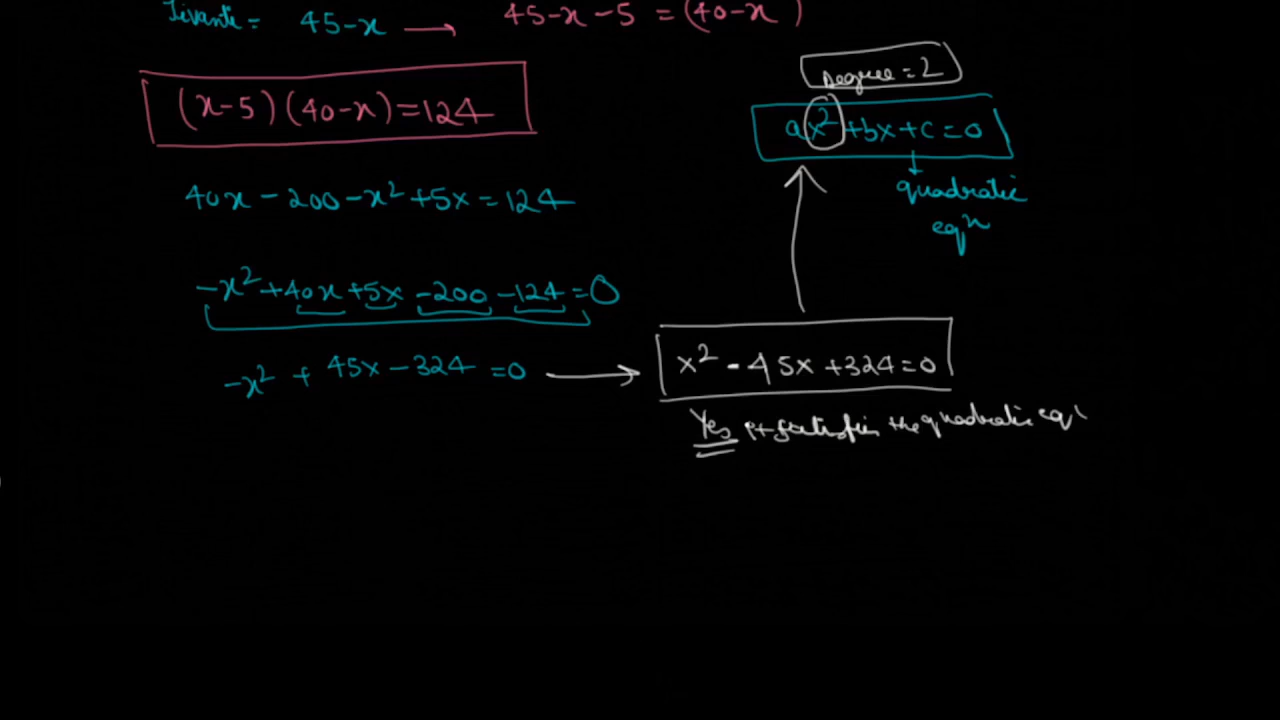 Jivanti = 45-x → 45-x-5 = (40-x)
(x-5)(40-x)=124
Degree = 2
ax²+bx+c=0
quadratic
eqⁿ
40x-200-x²+5x=124
-x²+40x+5x-200-124=0
-x²+45x-324=0 →
x²-45x+324=0
Yes it satisfies the quadratic eqⁿ